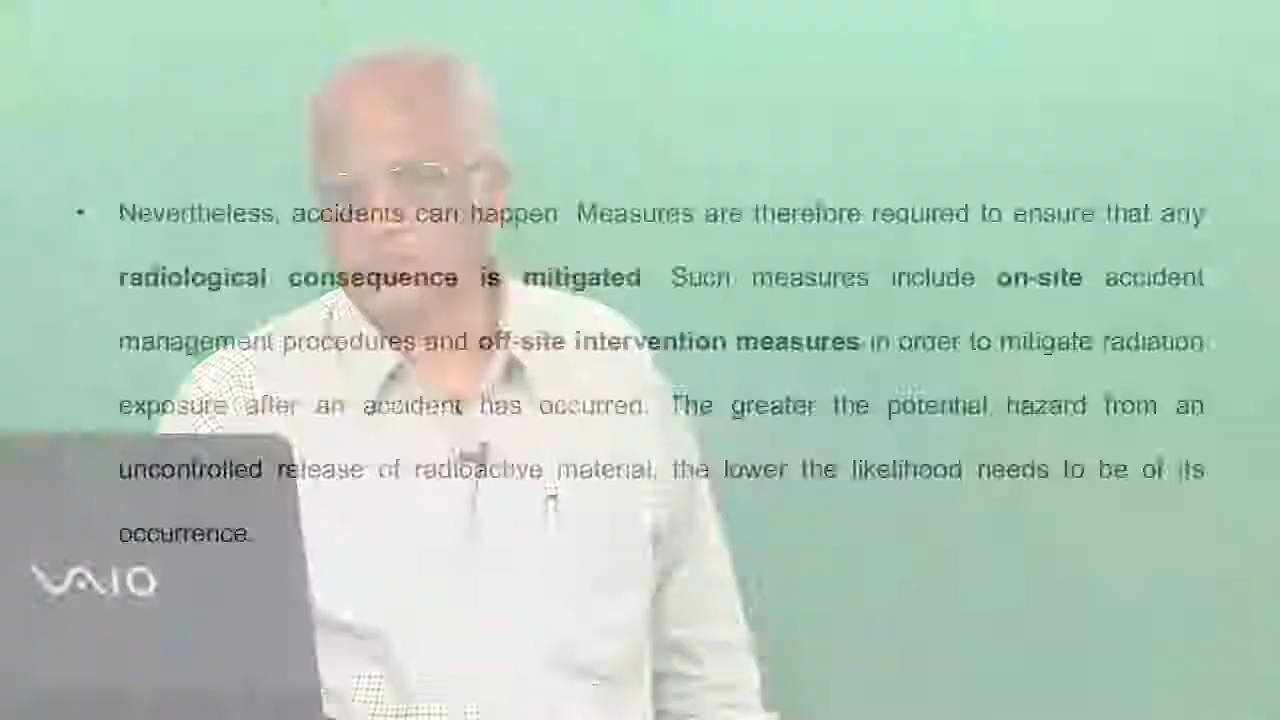 • Nevertheless, accidents can happen. Measures are therefore required to ensure that any
radiological consequence is mitigated. Such measures include on-site accident
management procedures and off-site intervention measures in order to mitigate radiation
exposure after an accident has occurred. The greater the potential hazard from an
uncontrolled release of radioactive material, the lower the likelihood needs to be of its
occurrence.
VAIO